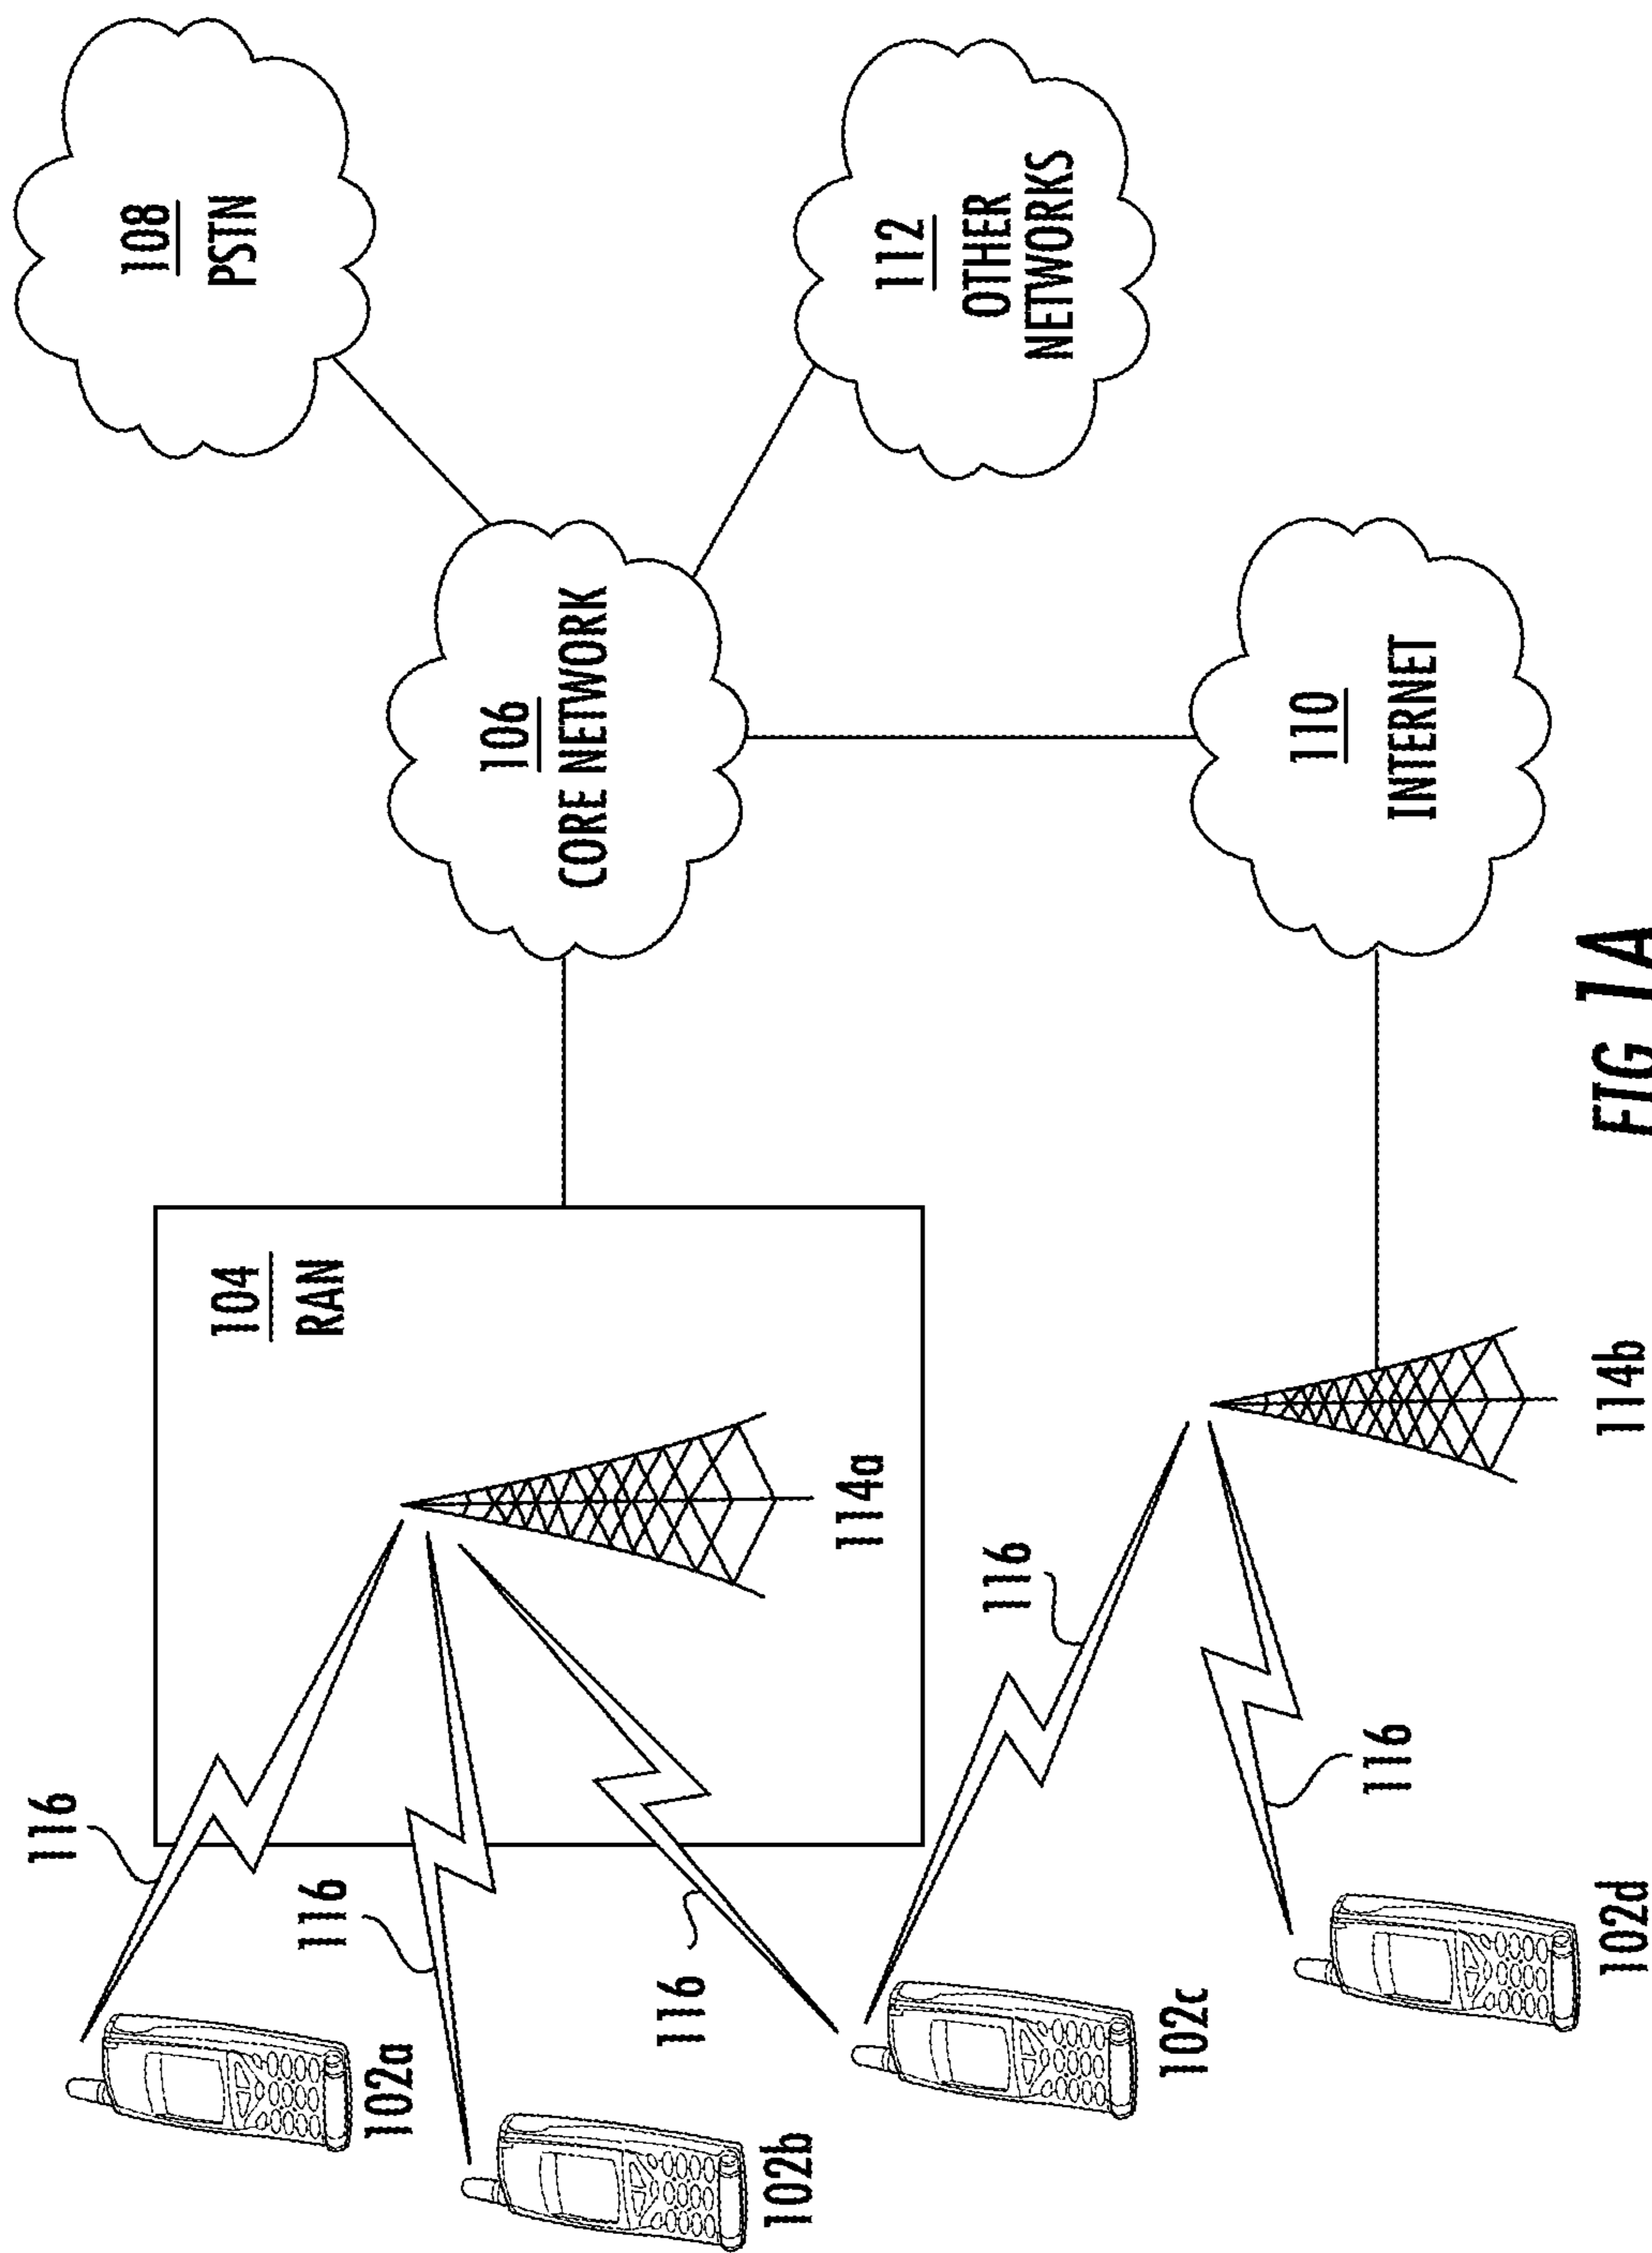 116
108
PSTN
104
RAN
116
102a
106
CORE NETWORK
116
102b
114a
112
OTHER
NETWORKS
116
102c
110
INTERNET
116
102d
114b
FIG 1A